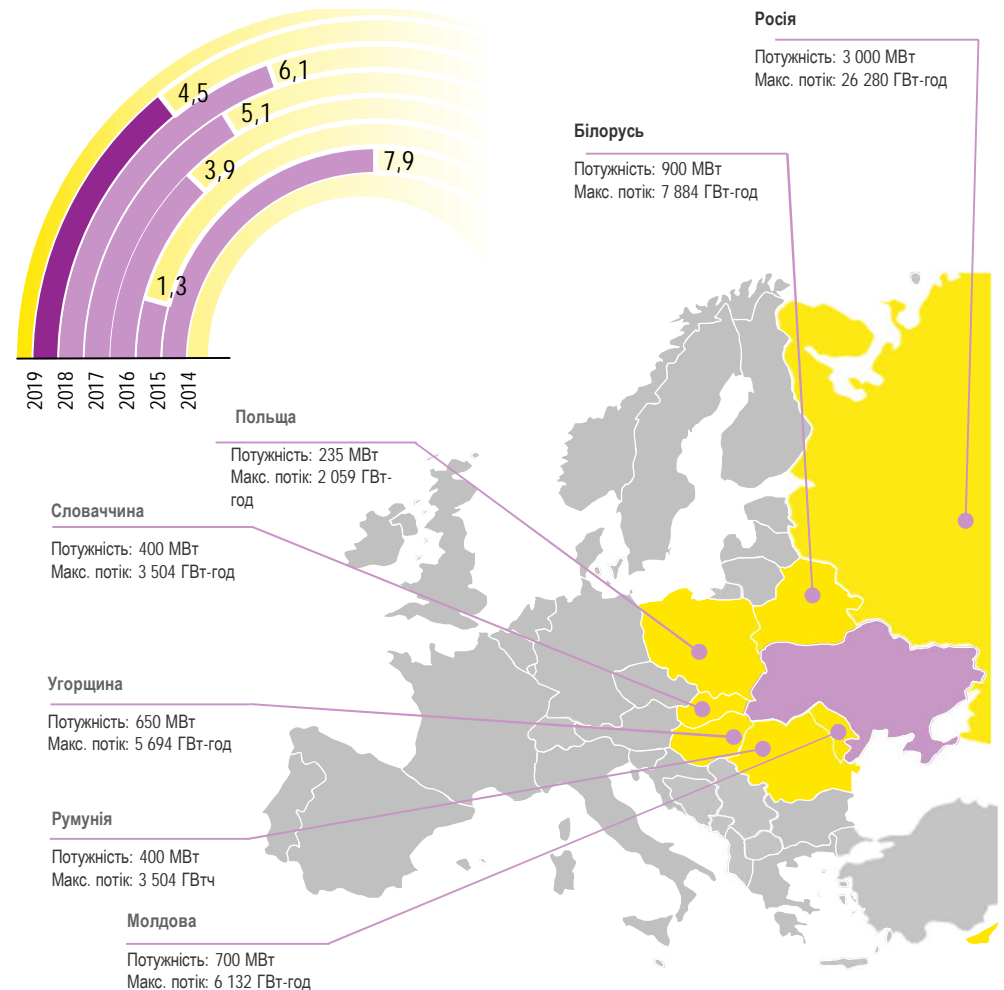 4,5
6,1
5,1
3,9
7,9
1,3
2019
2018
2017
2016
2015
2014
Росія
Потужність: 3 000 МВт
Макс. потік: 26 280 ГВт-год
Білорусь
Потужність: 900 МВт
Макс. потік: 7 884 ГВт-год
Польща
Потужність: 235 МВт
Макс. потік: 2 059 ГВт-
год
Словаччина
Потужність: 400 МВт
Макс. потік: 3 504 ГВт-год
Угорщина
Потужність: 650 МВт
Макс. потік: 5 694 ГВт-год
Румунія
Потужність: 400 МВт
Макс. потік: 3 504 ГВтч
Молдова
Потужність: 700 МВт
Макс. потік: 6 132 ГВт-год